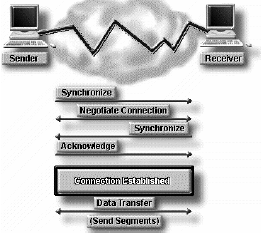 Sender
Receiver
Synchronize
Negotiate Connection
Synchronize
Acknowledge
Connection Established
Data Transfer
(Send Segments)